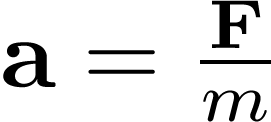 a = F/m